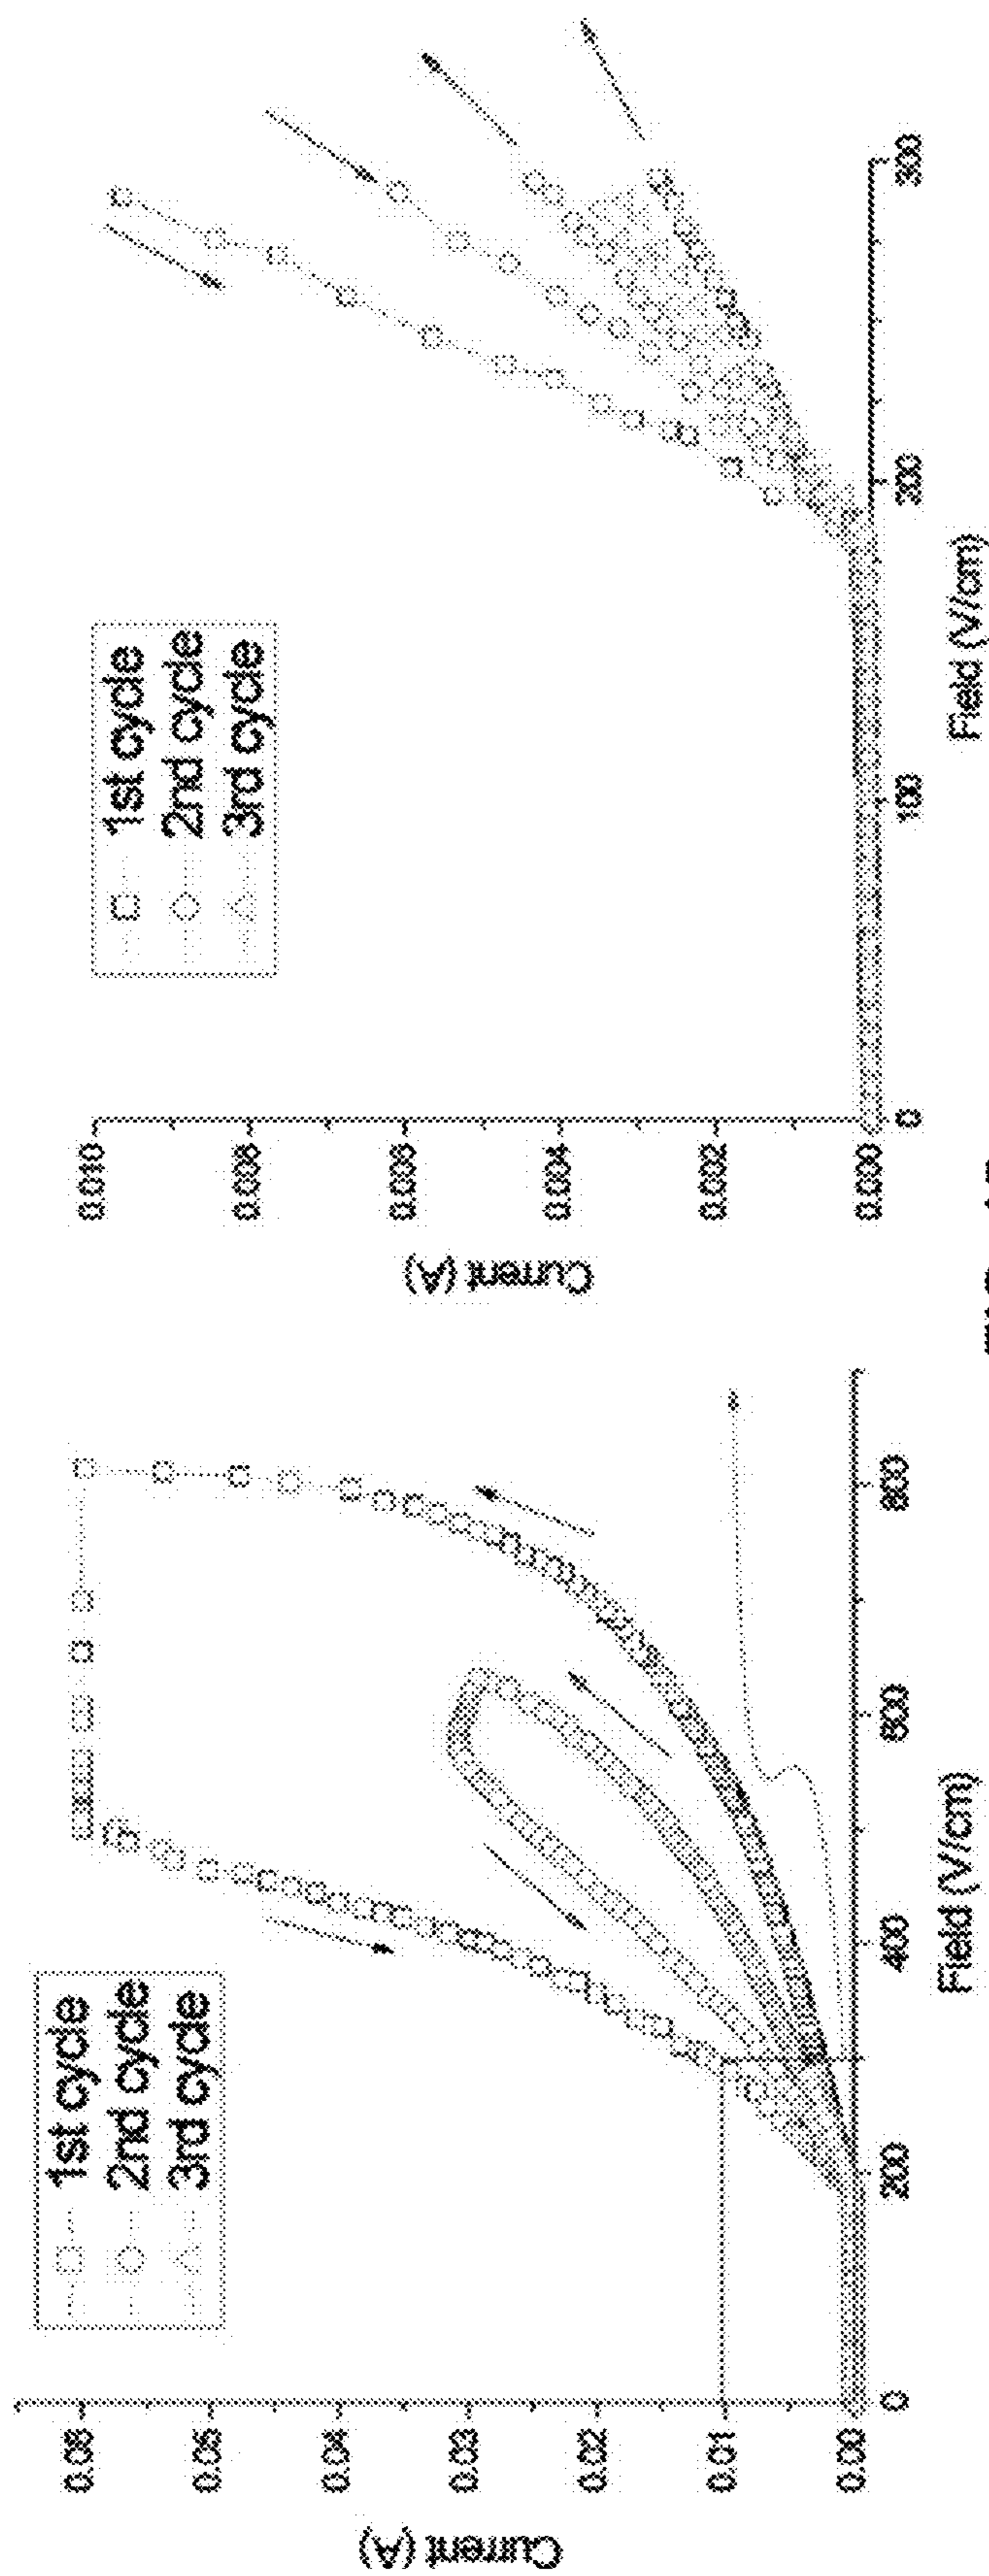 Current (A)
0.06
0.05
0.04
0.03
0.02
0.01
0.00
1st cycle
2nd cycle
3rd cycle
0 200 400 600 800
Field (V/cm)
Current (A)
0.010
0.008
0.006
0.004
0.002
0.000
1st cycle
2nd cycle
3rd cycle
0 100 200 300
Field (V/cm)